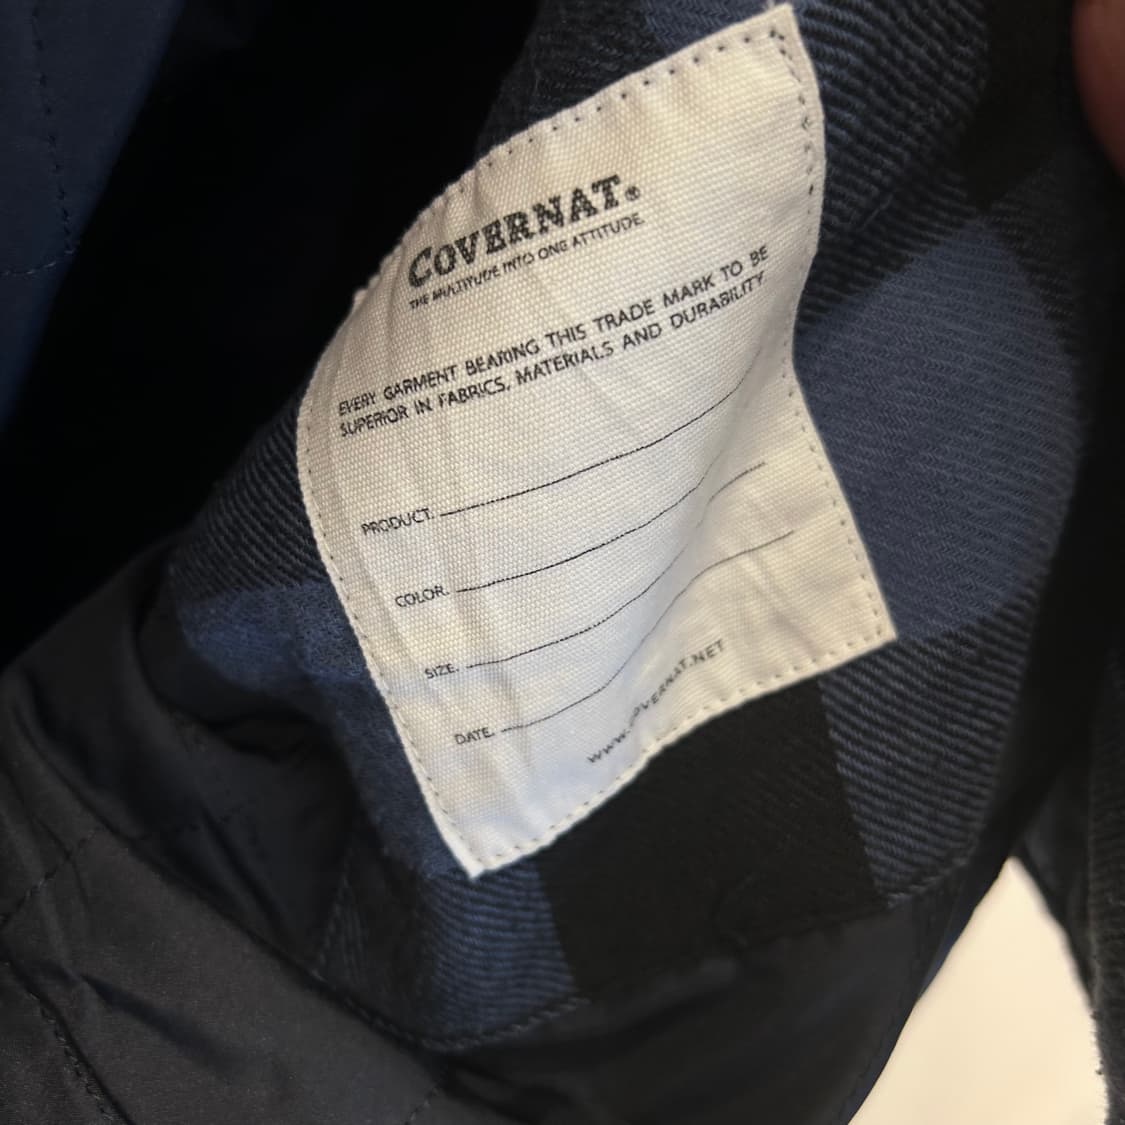 COVERNAT.®
THE MULTITUDE INTO ONE ATTITUDE.
EVERY GARMENT BEARING THIS TRADE MARK TO BE
SUPERIOR IN FABRICS, MATERIALS AND DURABILITY
PRODUCT.
COLOR.
SIZE.
DATE.
WWW.COVERNAT.NET